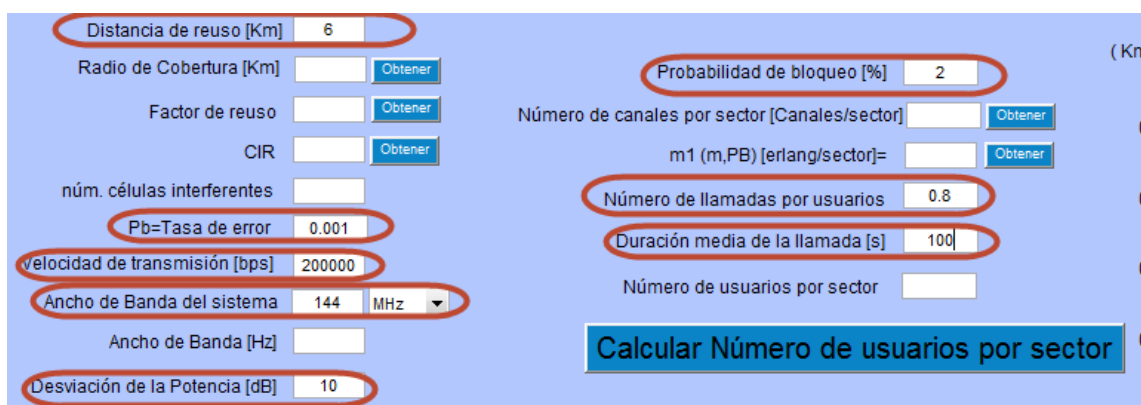 Distancia de reuso [Km] 6
Radio de Cobertura [Km] Obtener
Factor de reuso Obtener
CIR Obtener
núm. células interferentes
Pb=Tasa de error 0.001
Velocidad de transmisión [bps] 200000
Ancho de Banda del sistema 144 MHz
Ancho de Banda [Hz]
Desviación de la Potencia [dB] 10
(Km
Probabilidad de bloqueo [%] 2
Número de canales por sector [Canales/sector] Obtener
m1 (m,PB) [erlang/sector]= Obtener
Número de llamadas por usuarios 0.8
Duración media de la llamada [s] 100
Número de usuarios por sector
Calcular Número de usuarios por sector